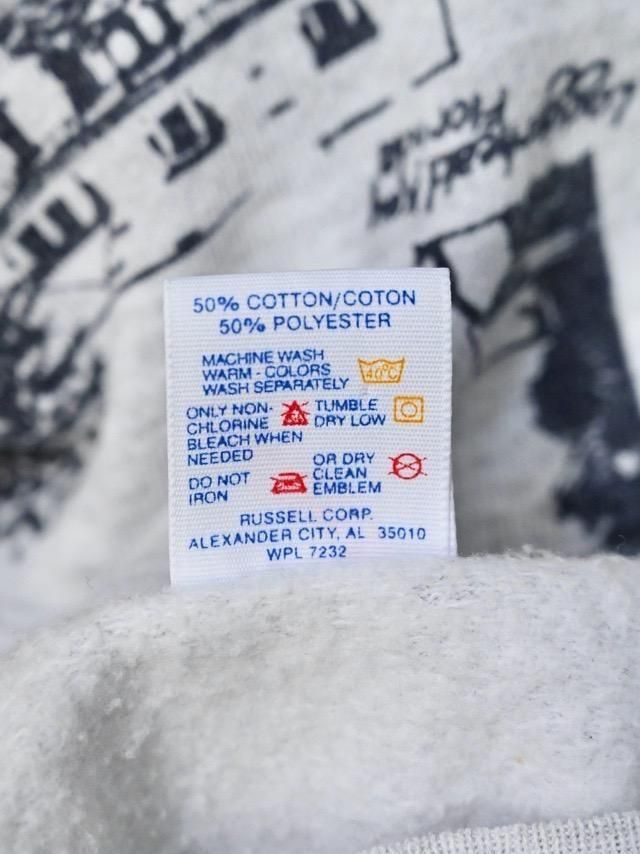 50% COTTON/COTON
50% POLYESTER
MACHINE WASH
WARM - COLORS
WASH SEPARATELY
40°C
ONLY NON-
CHLORINE
BLEACH WHEN
NEEDED
TUMBLE
DRY LOW
DO NOT
IRON
OR DRY
CLEAN
EMBLEM
RUSSELL CORP.
ALEXANDER CITY, AL 35010
WPL 7232